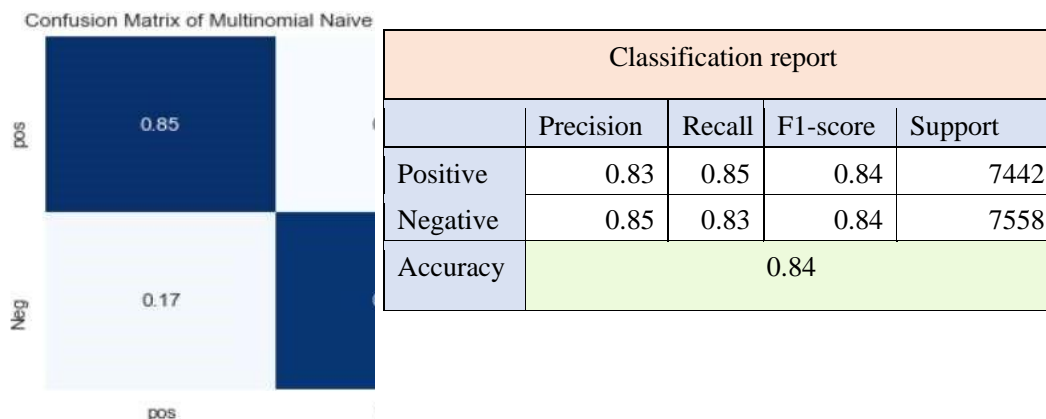 Confusion Matrix of Multinomial Naive
pos
0.85
Neg
0.17
pos
Classification report
Precision Recall F1-score Support
Positive 0.83 0.85 0.84 7442
Negative 0.85 0.83 0.84 7558
Accuracy 0.84